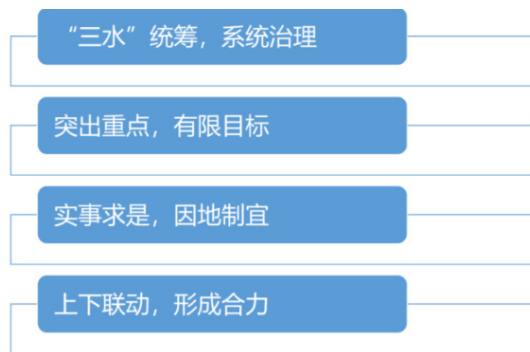 “三水”统筹，系统治理
突出重点，有限目标
实事求是，因地制宜
上下联动，形成合力